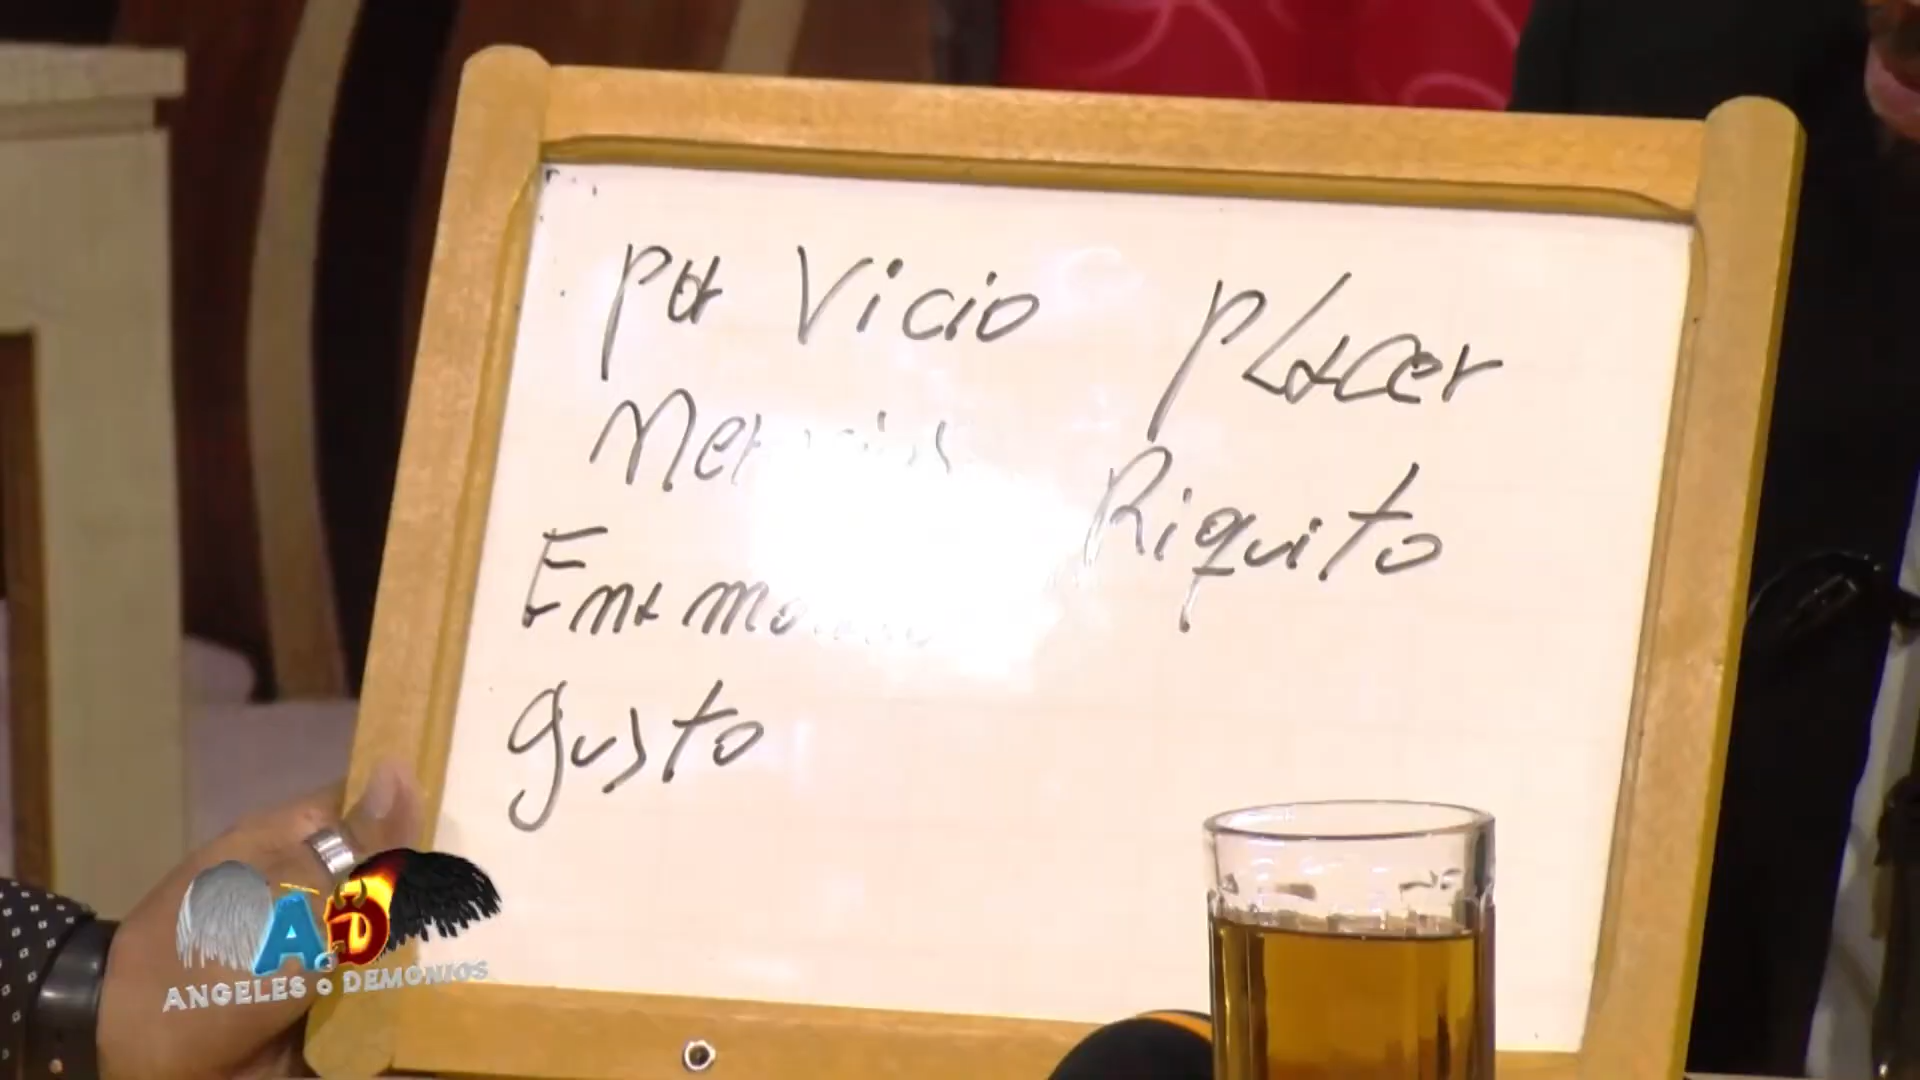 por Vicio
placer
Riquito
gusto
A o D
ANGELES o DEMONIOS